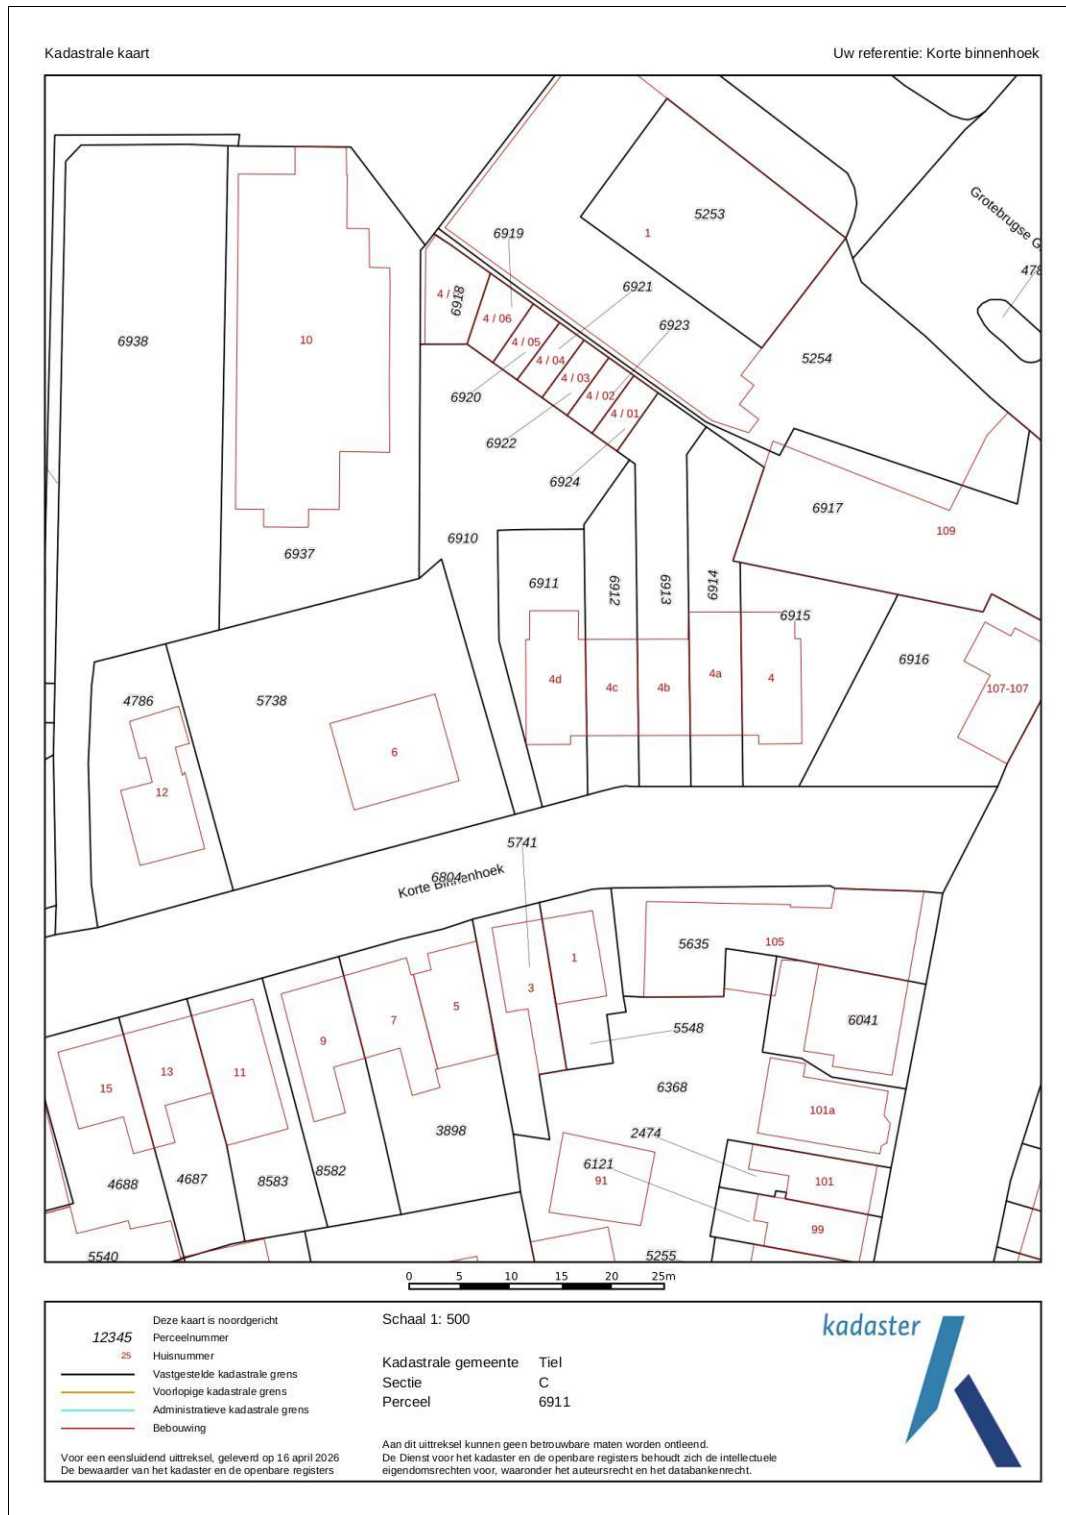 Kadastrale kaart
Uw referentie: Korte binnenhoek
5253
1
6919
Grotebrugse G
478
6921
4 /
6918
4 / 06
6923
6938
10
4 / 05
4 / 04
5254
4 / 03
6920
4 / 02
4 / 01
6922
6924
6917
109
6910
6937
6911
6912
6913
6914
6915
6916
4d
4c
4b
4a
4
107-107
4786
5738
6
12
5741
6804
Korte Binnenhoek
5635
105
1
3
5
7
9
6041
5548
15
13
11
6368
101a
3898
2474
6121
91
101
4688
4687
8583
8582
99
5540
5255
0 5 10 15 20 25m
Deze kaart is noordgericht
12345 Perceelnummer
25 Huisnummer
Vastgestelde kadastrale grens
Voorlopige kadastrale grens
Administratieve kadastrale grens
Bebouwing
Voor een eensluidend uittreksel, geleverd op 16 april 2026
De bewaarder van het kadaster en de openbare registers
Schaal 1: 500
Kadastrale gemeente Tiel
Sectie C
Perceel 6911
Aan dit uittreksel kunnen geen betrouwbare maten worden ontleend.
De Dienst voor het kadaster en de openbare registers behoudt zich de intellectuele
eigendomsrechten voor, waaronder het auteursrecht en het databankenrecht.
kadaster